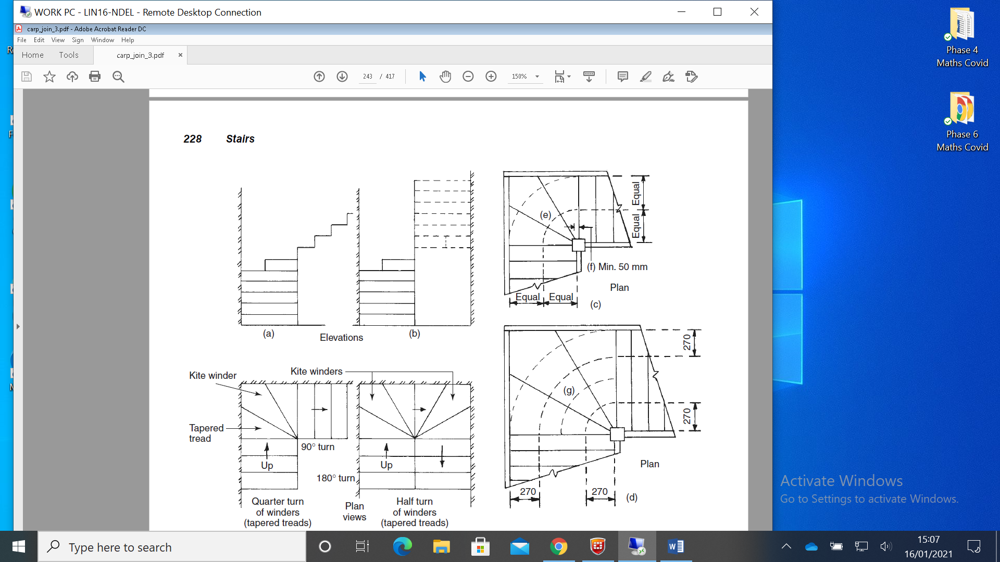 WORK PC - LIN16-NDEL - Remote Desktop Connection
carp_join_3.pdf - Adobe Acrobat Reader DC
File Edit View Sign Window Help
Home Tools carp_join_3.pdf ×
243 / 417 150%
228 Stairs
(a)
Elevations
(b)
Equal
Equal
(e)
(f) Min. 50 mm
Plan
Equal Equal
(c)
Kite winder
Kite winders
Tapered
tread
90° turn
Up
Up
180° turn
Quarter turn
of winders
(tapered treads)
Plan
views
Half turn
of winders
(tapered treads)
270
(g)
270
Plan
270
270
(d)
Phase 4
Maths Covid
Phase 6
Maths Covid
Activate Windows
Go to Settings to activate Windows.
Type here to search
15:07
16/01/2021